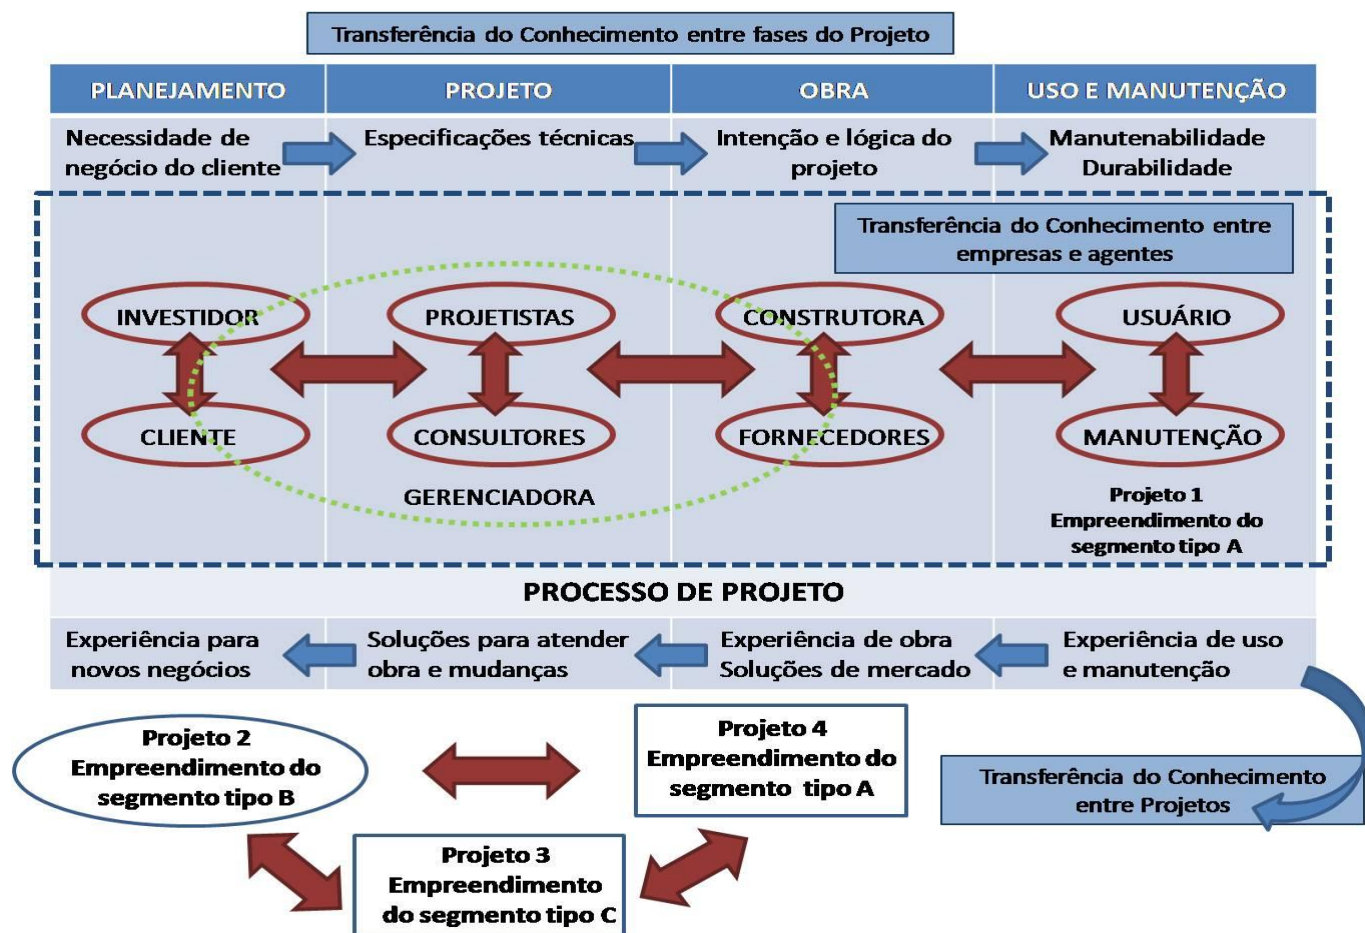 Transferência do Conhecimento entre fases do Projeto
PLANEJAMENTO
PROJETO
OBRA
USO E MANUTENÇÃO
Necessidade de
negócio do cliente
Especificações técnicas
Intenção e lógica do
projeto
Manutenabilidade
Durabilidade
Transferência do Conhecimento entre
empresas e agentes
INVESTIDOR
PROJETISTAS
CONSTRUTORA
USUÁRIO
CLIENTE
CONSULTORES
FORNECEDORES
MANUTENÇÃO
GERENCIADORA
Projeto 1
Empreendimento do
segmento tipo A
PROCESSO DE PROJETO
Experiência para
novos negócios
Soluções para atender
obra e mudanças
Experiência de obra
Soluções de mercado
Experiência de uso
e manutenção
Projeto 2
Empreendimento do
segmento tipo B
Projeto 4
Empreendimento do
segmento tipo A
Transferência do Conhecimento
entre Projetos
Projeto 3
Empreendimento
do segmento tipo C